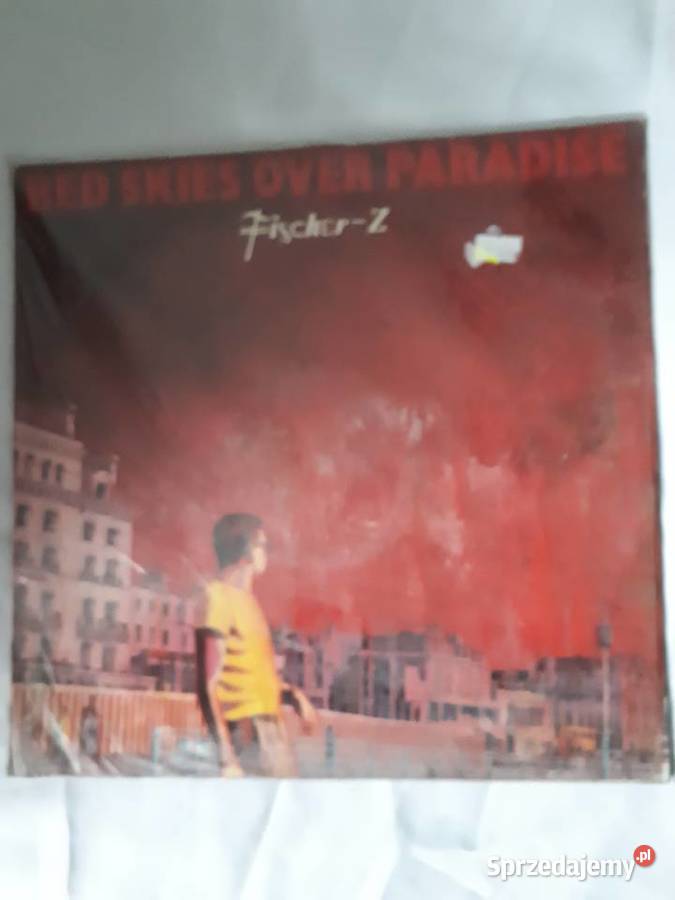 RED SKIES OVER PARADISE
Fischer-Z
Sprzedajemy.pl